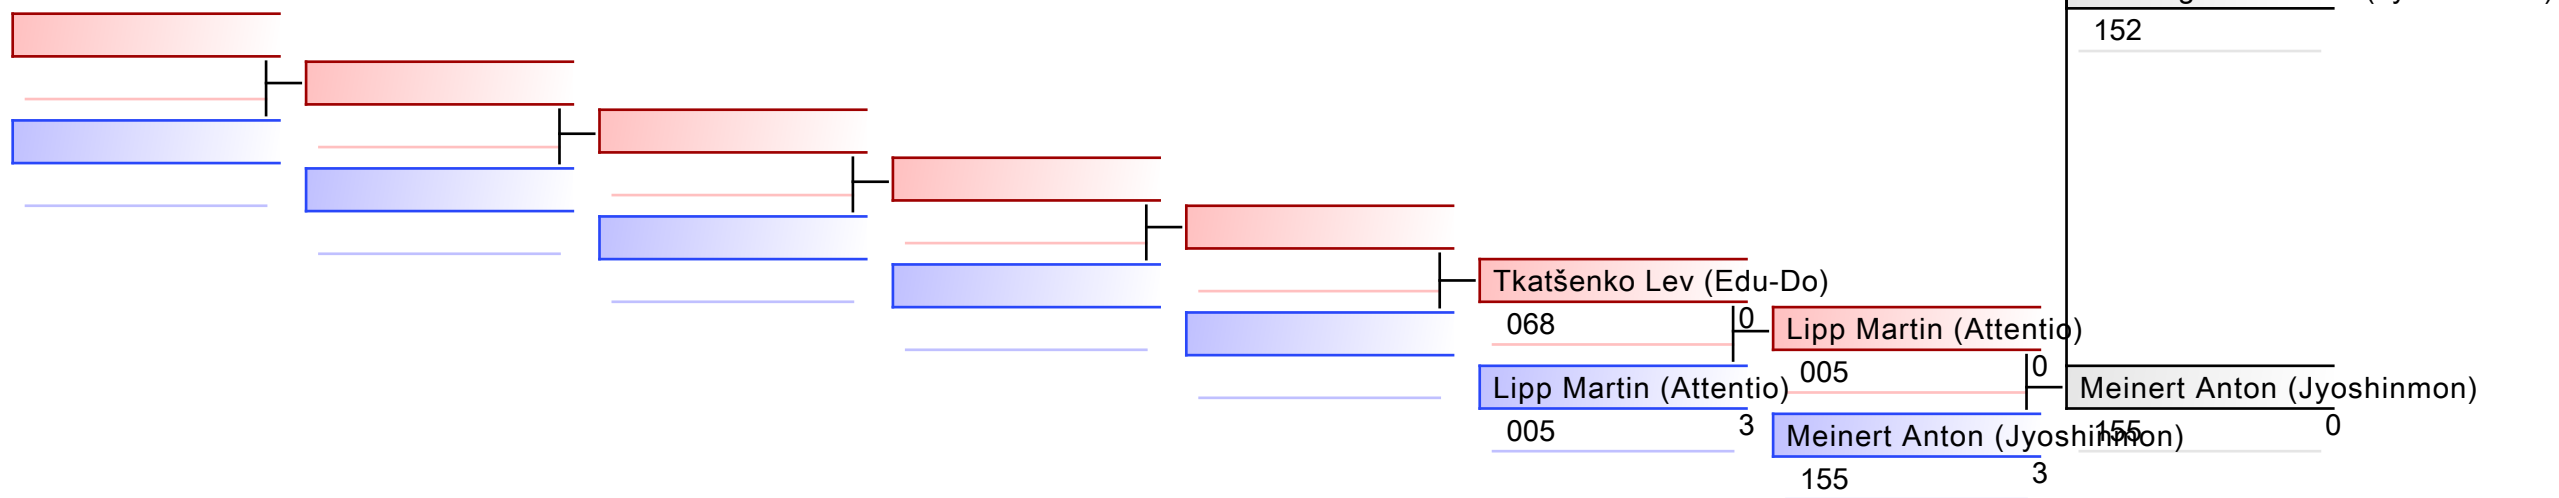 152
Tkatšenko Lev (Edu-Do)
068
0
Lipp Martin (Attentio)
005
3
Lipp Martin (Attentio)
005
0
Meinert Anton (Jyoshinmon)
155
3
Meinert Anton (Jyoshinmon)
155
0